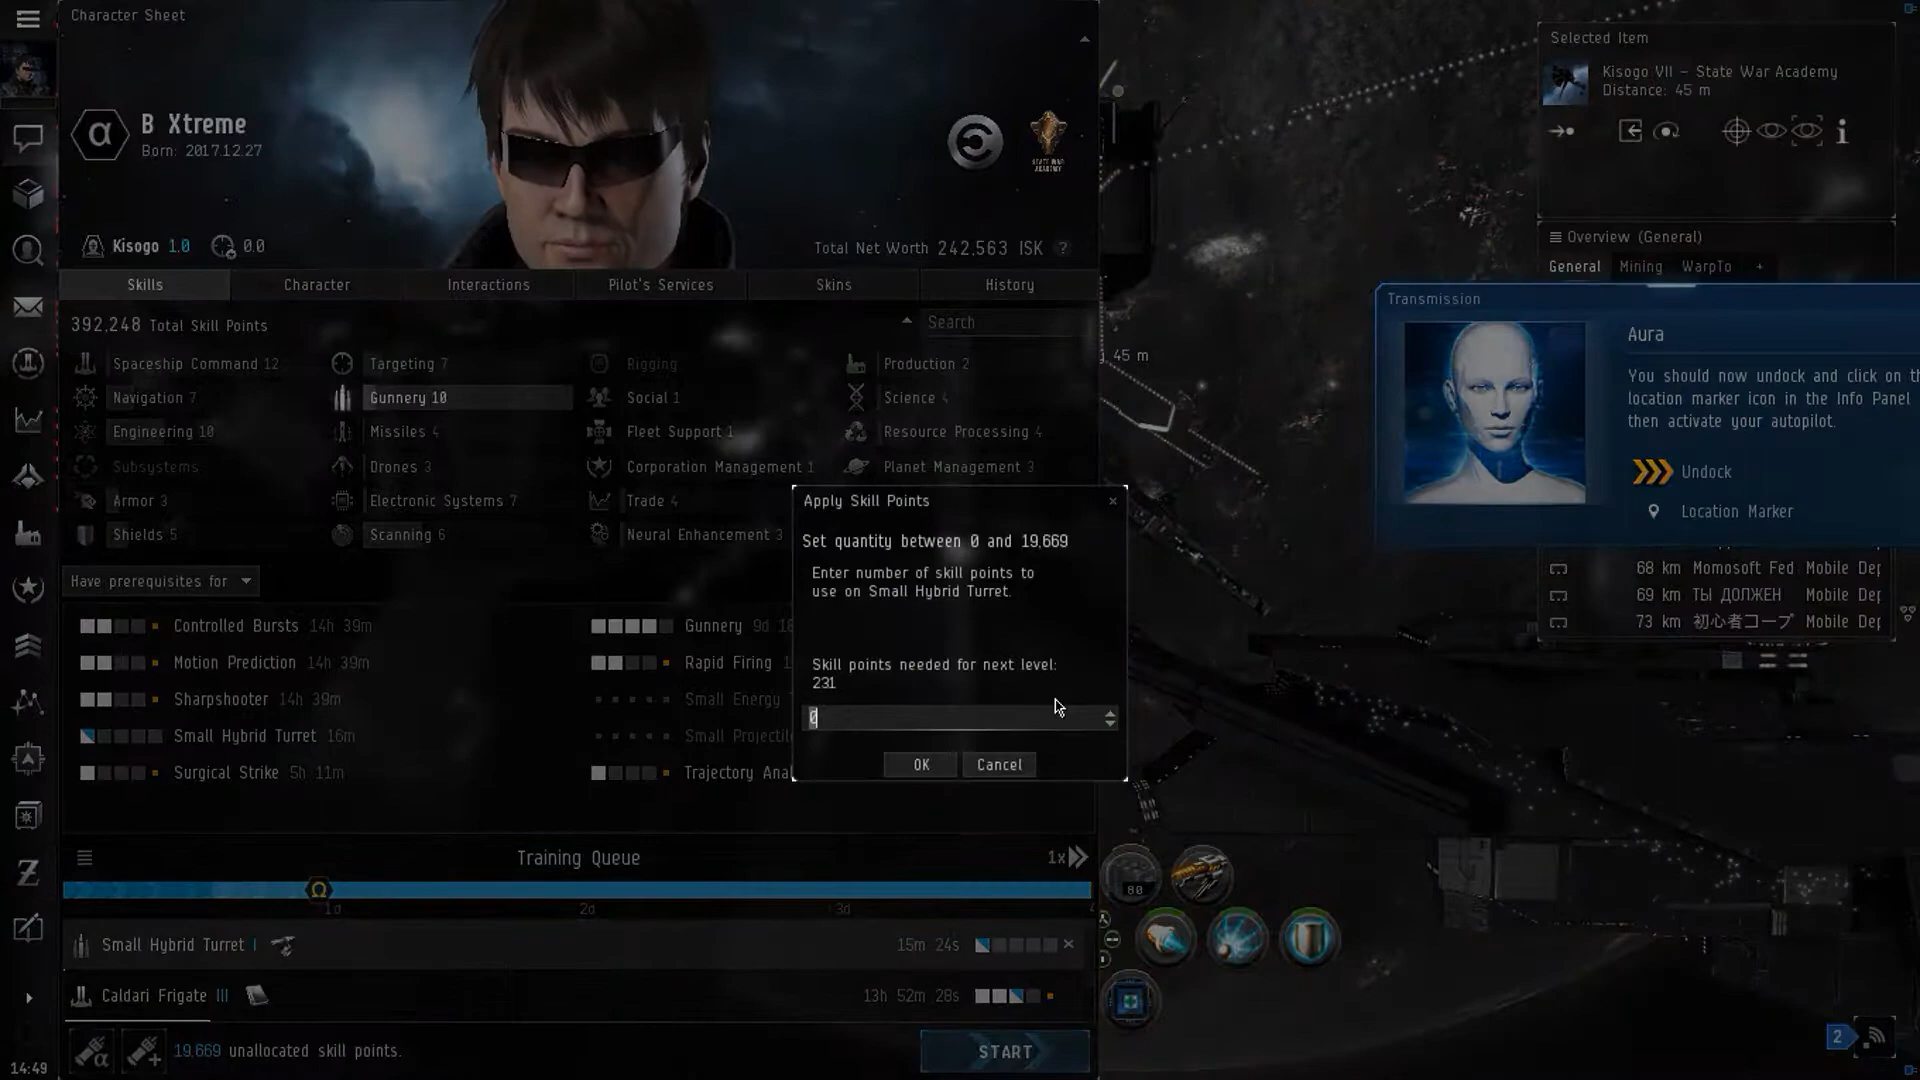 Character Sheet
α
B Xtreme
Born: 2017.12.27
STATE WAR
ACADEMY
Kisogo 1.0
0.0
Total Net Worth 242,563 ISK ?
Skills
Character
Interactions
Pilot's Services
Skins
History
392,248 Total Skill Points
Search
Spaceship Command 12
Targeting 7
Rigging
Production 2
Navigation 7
Gunnery 10
Social 1
Science 4
Engineering 10
Missiles 4
Fleet Support 1
Resource Processing 4
Subsystems
Drones 3
Corporation Management 1
Planet Management 3
Armor 3
Electronic Systems 7
Trade 4
Shields 5
Scanning 6
Neural Enhancement 3
Have prerequisites for
Controlled Bursts 14h 39m
Gunnery 9d
Motion Prediction 14h 39m
Rapid Firing
Sharpshooter 14h 39m
Small Energy
Small Hybrid Turret 16m
Small Projectil
Surgical Strike 5h 11m
Trajectory Ana
Apply Skill Points
Set quantity between 0 and 19,669
Enter number of skill points to
use on Small Hybrid Turret.
Skill points needed for next level:
231
0
OK
Cancel
Training Queue
1x
Ω
1d
2d
3d
Small Hybrid Turret I
15m 24s
Caldari Frigate III
13h 52m 28s
19,669 unallocated skill points.
START
14:49
Selected Item
Kisogo VII - State War Academy
Distance: 45 m
Overview (General)
General
Mining
WarpTo
+
45 m
Transmission
Aura
You should now undock and click on th
location marker icon in the Info Panel
then activate your autopilot.
Undock
Location Marker
68 km Momosoft Fed Mobile Dep
69 km ТЫ ДОЛЖЕН Mobile Dep
73 km 初心者コープ Mobile Dep
80
2